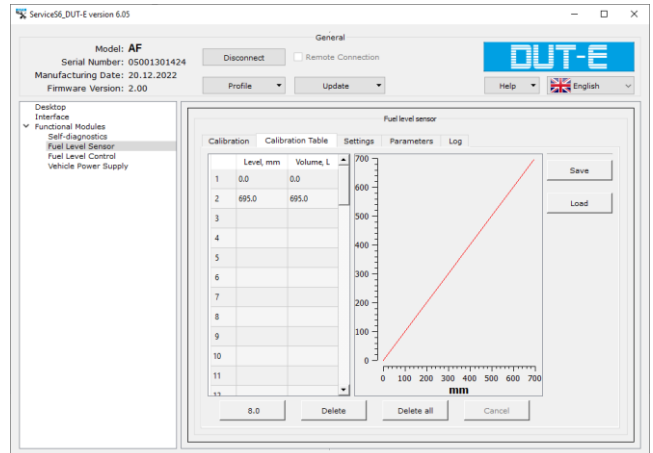 ServiceS6_DUT-E version 6.05
General
Model: AF
Serial Number: 05001301424
Manufacturing Date: 20.12.2022
Firmware Version: 2.00
Disconnect
Remote Connection
Profile
Update
DUT-E
Help
English
Desktop
Interface
Functional Modules
Self-diagnostics
Fuel Level Sensor
Fuel Level Control
Vehicle Power Supply
Fuel level sensor
Calibration Calibration Table Settings Parameters Log
Level, mm Volume, L
1 0.0 0.0
2 695.0 695.0
3
4
5
6
7
8
9
10
11
12
700
600
500
400
300
200
100
0
0 100 200 300 400 500 600 700
mm
Save
Load
8.0
Delete
Delete all
Cancel